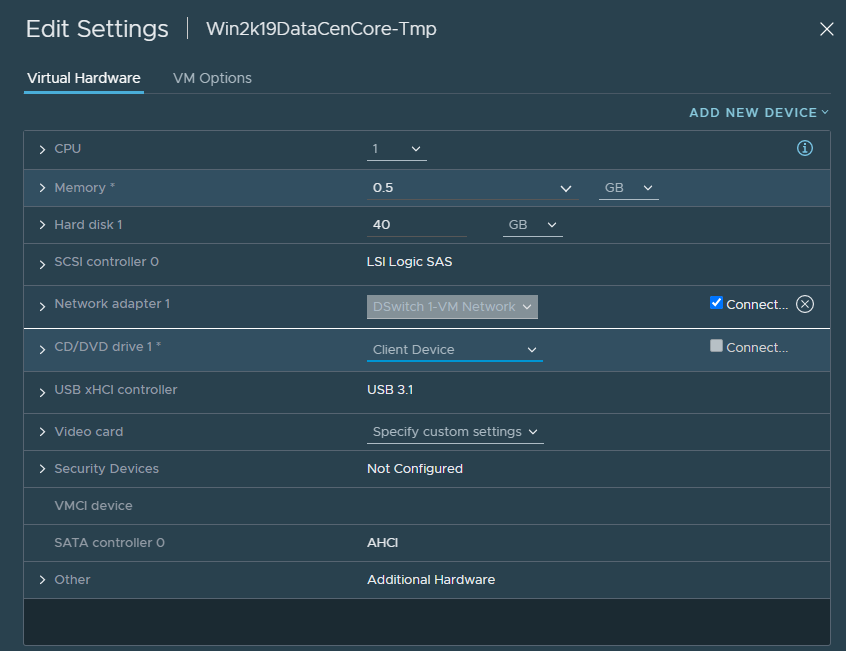 Edit Settings | Win2k19DataCenCore-Tmp
Virtual Hardware VM Options
ADD NEW DEVICE
CPU 1
Memory * 0.5 GB
Hard disk 1 40 GB
SCSI controller 0 LSI Logic SAS
Network adapter 1 DSwitch 1-VM Network Connect...
CD/DVD drive 1 * Client Device Connect...
USB xHCI controller USB 3.1
Video card Specify custom settings
Security Devices Not Configured
VMCI device
SATA controller 0 AHCI
Other Additional Hardware